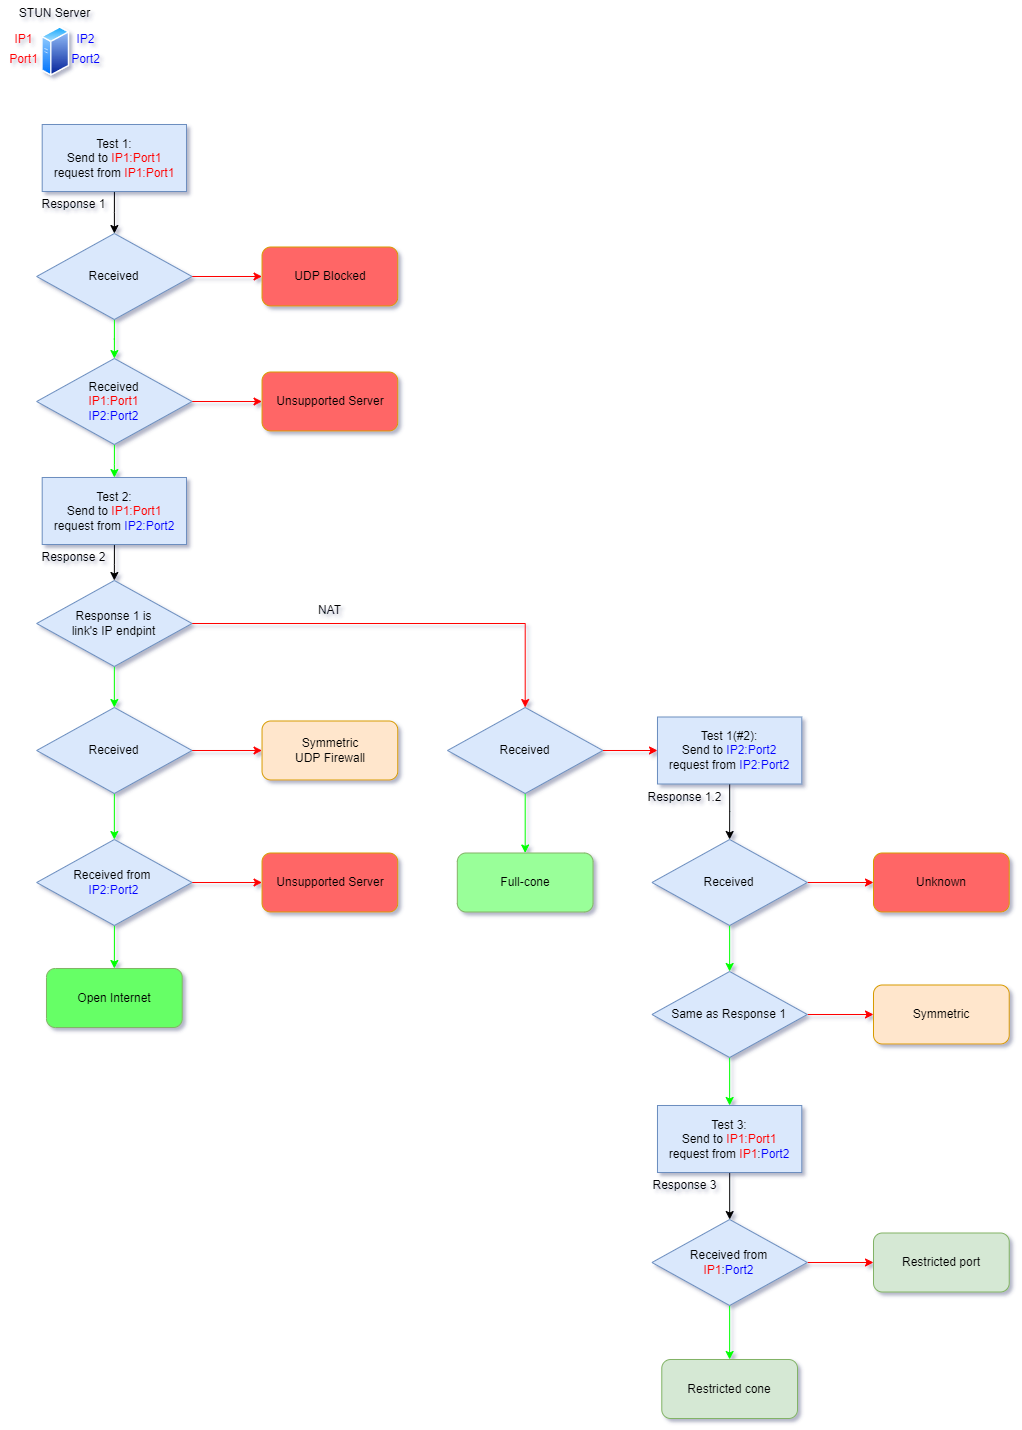 STUN Server
IP1
IP2
Port1
Port2
Test 1:
Send to IP1:Port1
request from IP1:Port1
Response 1
Received
UDP Blocked
Received
IP1:Port1
IP2:Port2
Unsupported Server
Test 2:
Send to IP1:Port1
request from IP2:Port2
Response 2
Response 1 is
link's IP endpint
NAT
Received
Symmetric
UDP Firewall
Received
Test 1(#2):
Send to IP2:Port2
request from IP2:Port2
Response 1.2
Received from
IP2:Port2
Unsupported Server
Full-cone
Received
Unknown
Open Internet
Same as Response 1
Symmetric
Test 3:
Send to IP1:Port1
request from IP1:Port2
Response 3
Received from
IP1:Port2
Restricted port
Restricted cone